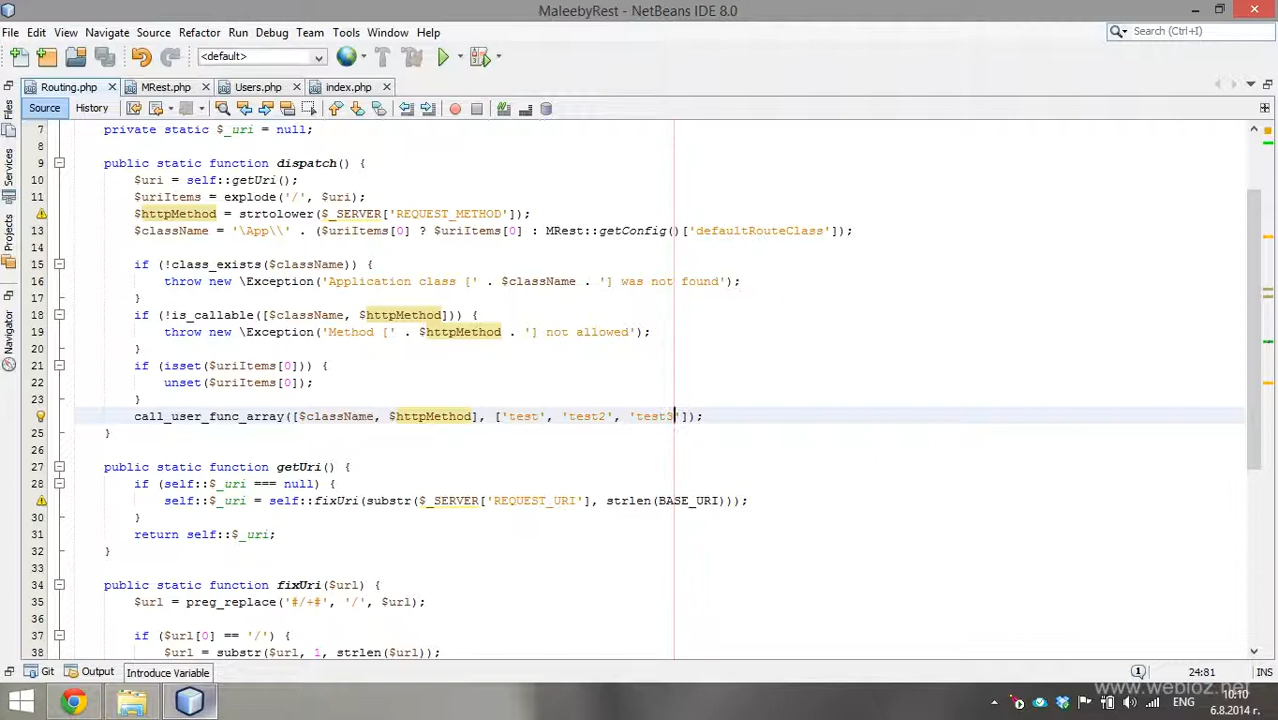 MaleebyRest - NetBeans IDE 8.0
File Edit View Navigate Source Refactor Run Debug Team Tools Window Help
Search (Ctrl+I)
<default>
Routing.php MRest.php Users.php index.php
Source History
Files
Services
Projects
Navigator
7 private static $_uri = null;
8
9 public static function dispatch() {
10 $uri = self::getUri();
11 $uriItems = explode('/', $uri);
$httpMethod = strtolower($_SERVER['REQUEST_METHOD']);
13 $className = '\App\\' . ($uriItems[0] ? $uriItems[0] : MRest::getConfig()['defaultRouteClass']);
14
15 if (!class_exists($className)) {
16 throw new \Exception('Application class [' . $className . '] was not found');
17 }
18 if (!is_callable([$className, $httpMethod])) {
19 throw new \Exception('Method [' . $httpMethod . '] not allowed');
20 }
21 if (isset($uriItems[0])) {
22 unset($uriItems[0]);
23 }
call_user_func_array([$className, $httpMethod], ['test', 'test2', 'test3']);
25 }
26
27 public static function getUri() {
28 if (self::$_uri === null) {
self::$_uri = self::fixUri(substr($_SERVER['REQUEST_URI'], strlen(BASE_URI)));
30 }
31 return self::$_uri;
32 }
33
34 public static function fixUri($url) {
35 $url = preg_replace('#/+#', '/', $url);
36
37 if ($url[0] == '/') {
38 $url = substr($url, 1, strlen($url));
Git Output Introduce Variable
1 24:81 INS
www.webloz.net
ENG
10:10
6.8.2014 г.